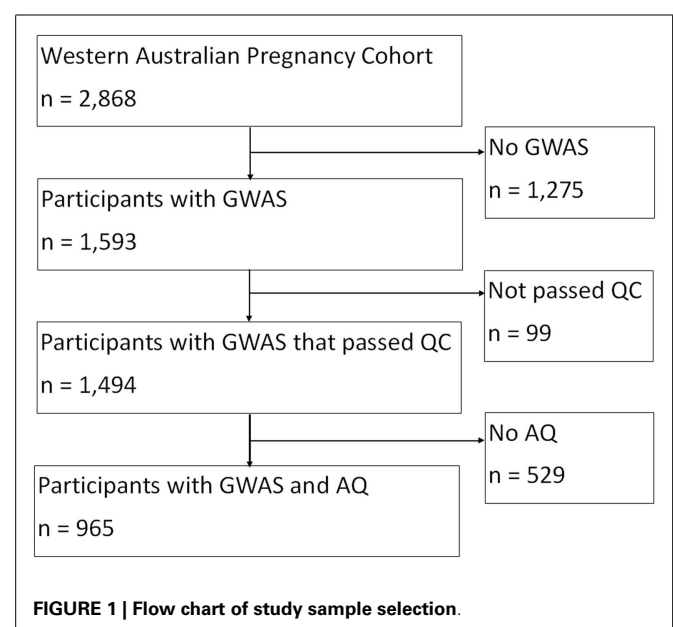 Western Australian Pregnancy Cohort
n = 2,868
No GWAS
n = 1,275
Participants with GWAS
n = 1,593
Not passed QC
n = 99
Participants with GWAS that passed QC
n = 1,494
No AQ
n = 529
Participants with GWAS and AQ
n = 965
FIGURE 1 | Flow chart of study sample selection.